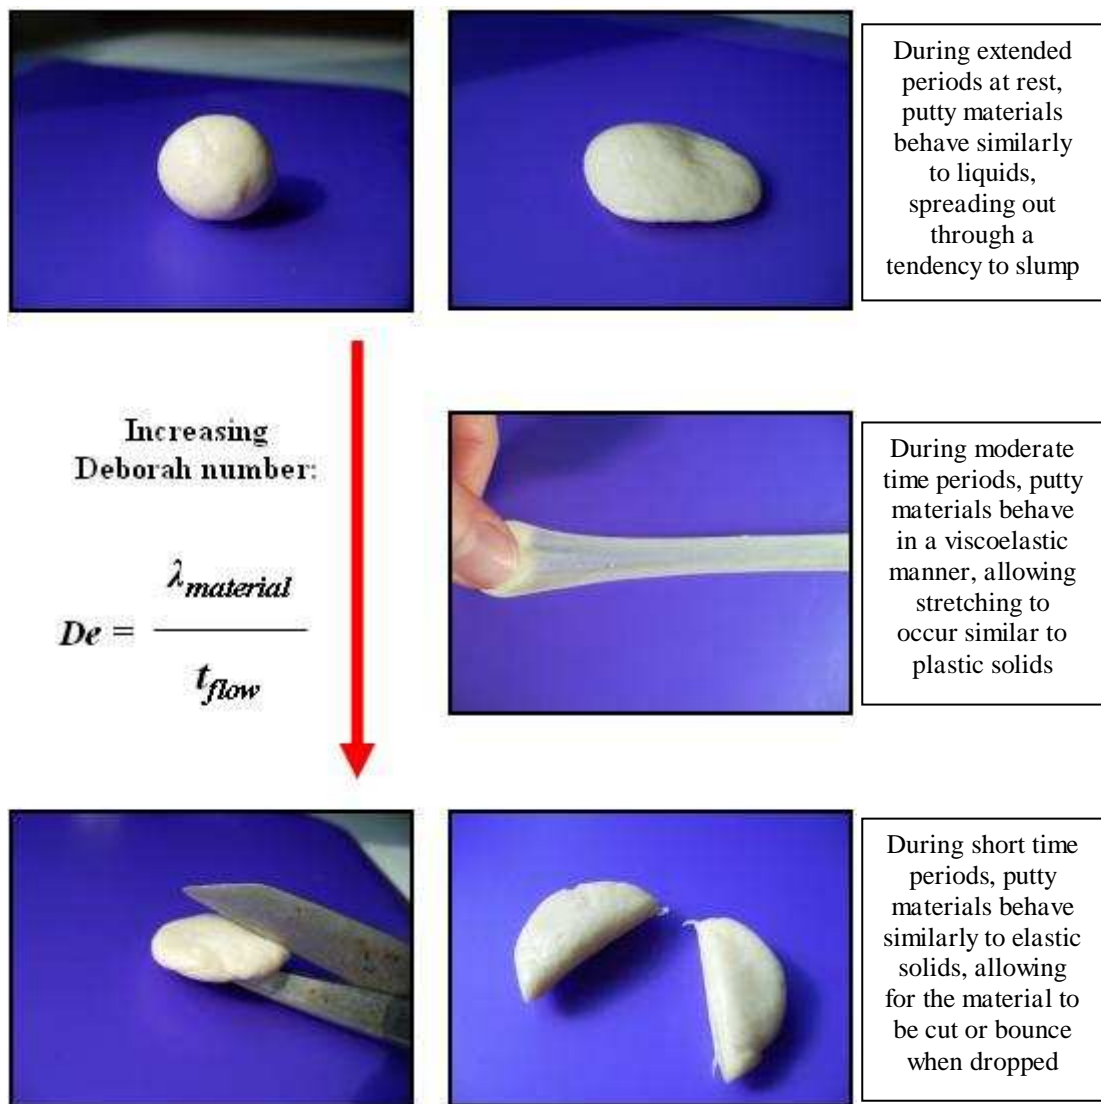 During extended
periods at rest,
putty materials
behave similarly
to liquids,
spreading out
through a
tendency to slump
Increasing
Deborah number:
De = λmaterial / tflow
During moderate
time periods, putty
materials behave
in a viscoelastic
manner, allowing
stretching to
occur similar to
plastic solids
During short time
periods, putty
materials behave
similarly to elastic
solids, allowing
for the material to
be cut or bounce
when dropped